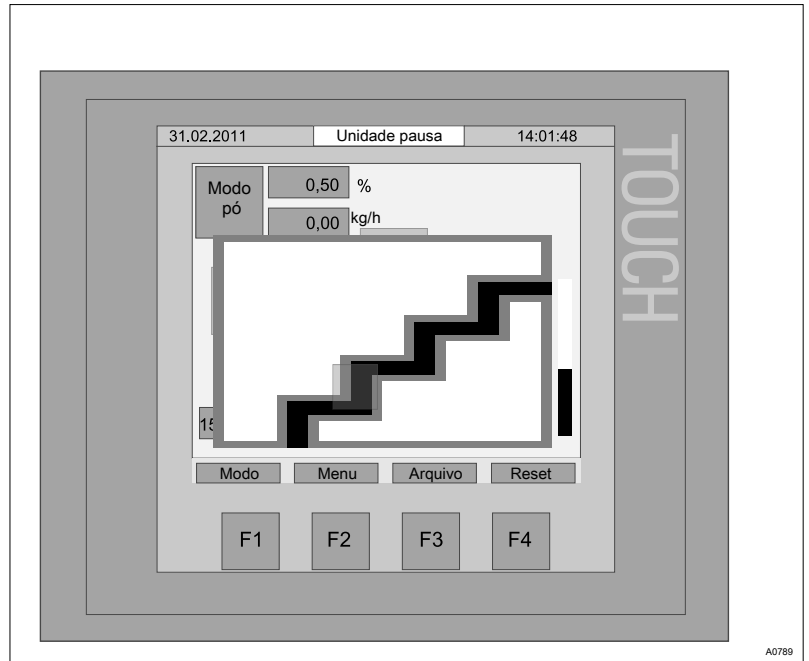 31.02.2011 Unidade pausa 14:01:48
TOUCH
Modo
pó
0,50 %
0,00 kg/h
Modo Menu Arquivo Reset
F1 F2 F3 F4
A0789